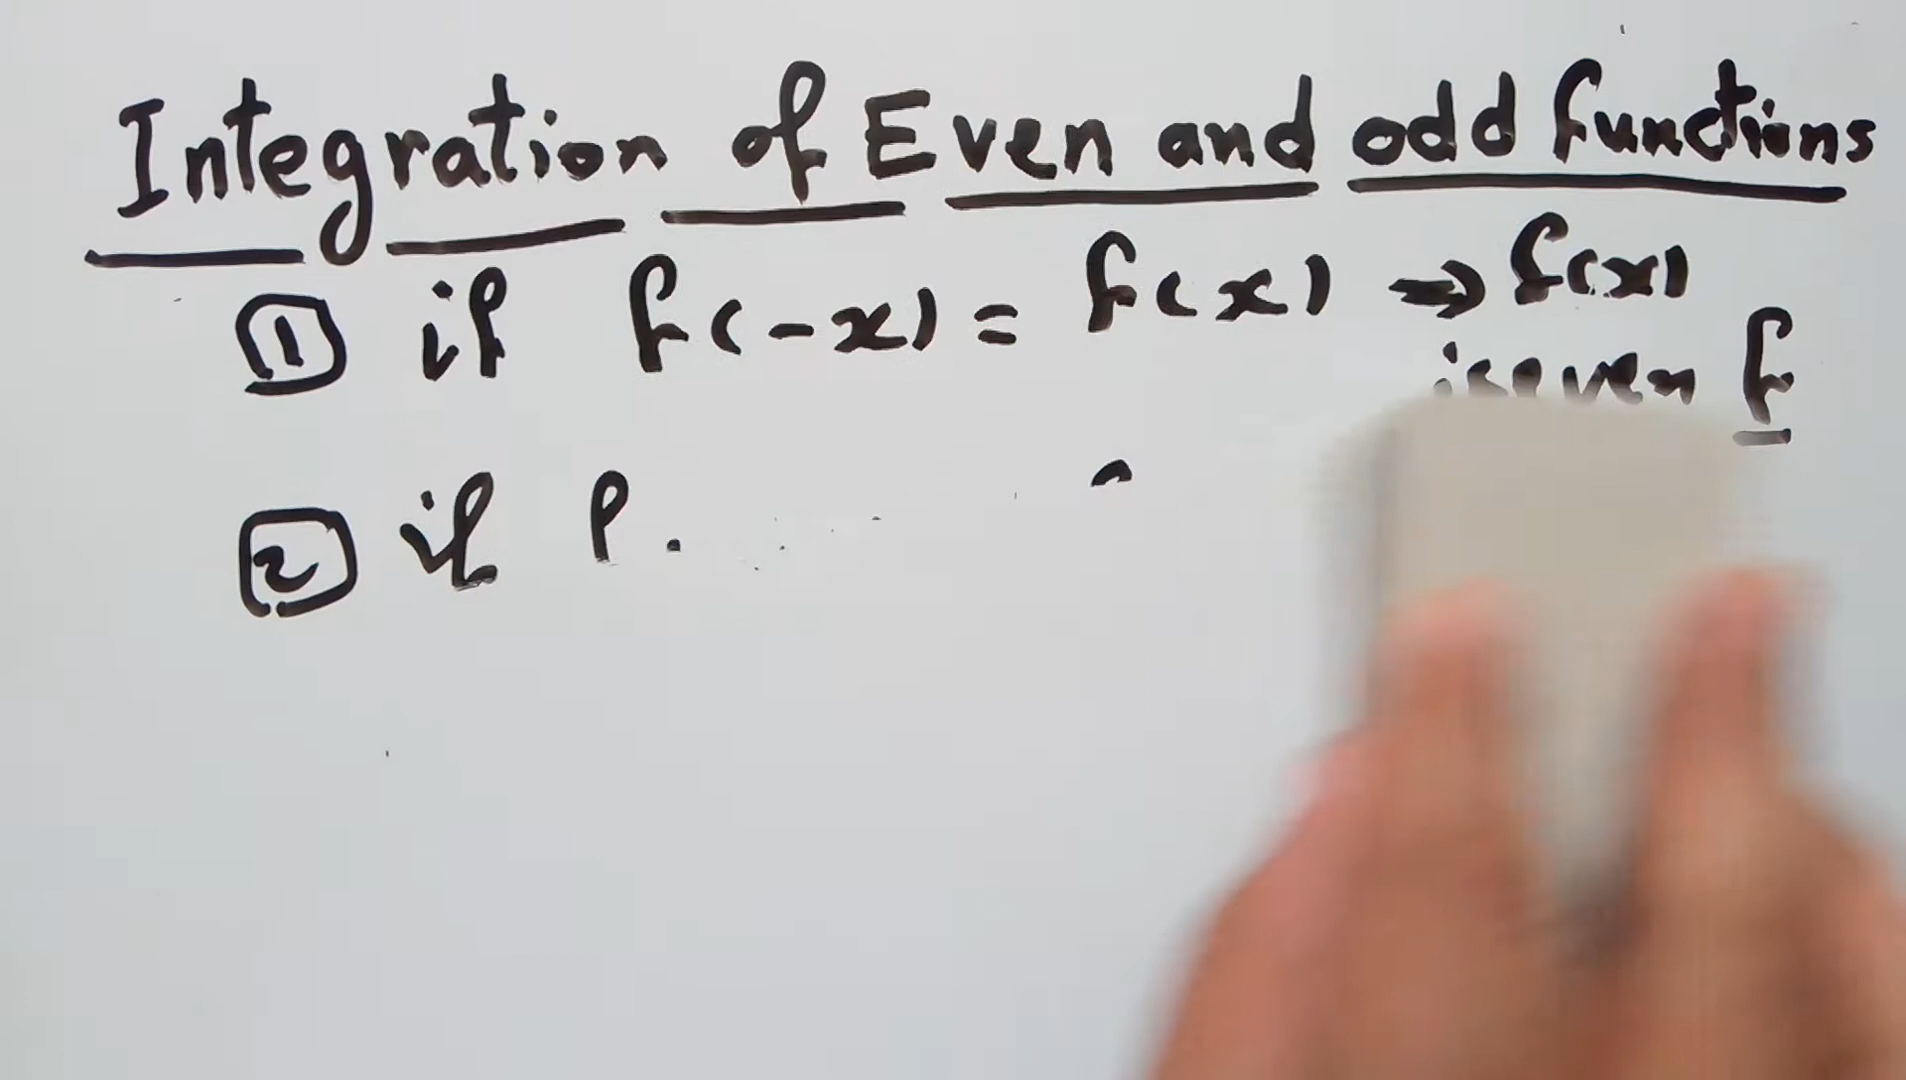 Integration of Even and odd functions
① if f(-x) = f(x) → f(x)
is even f
② if